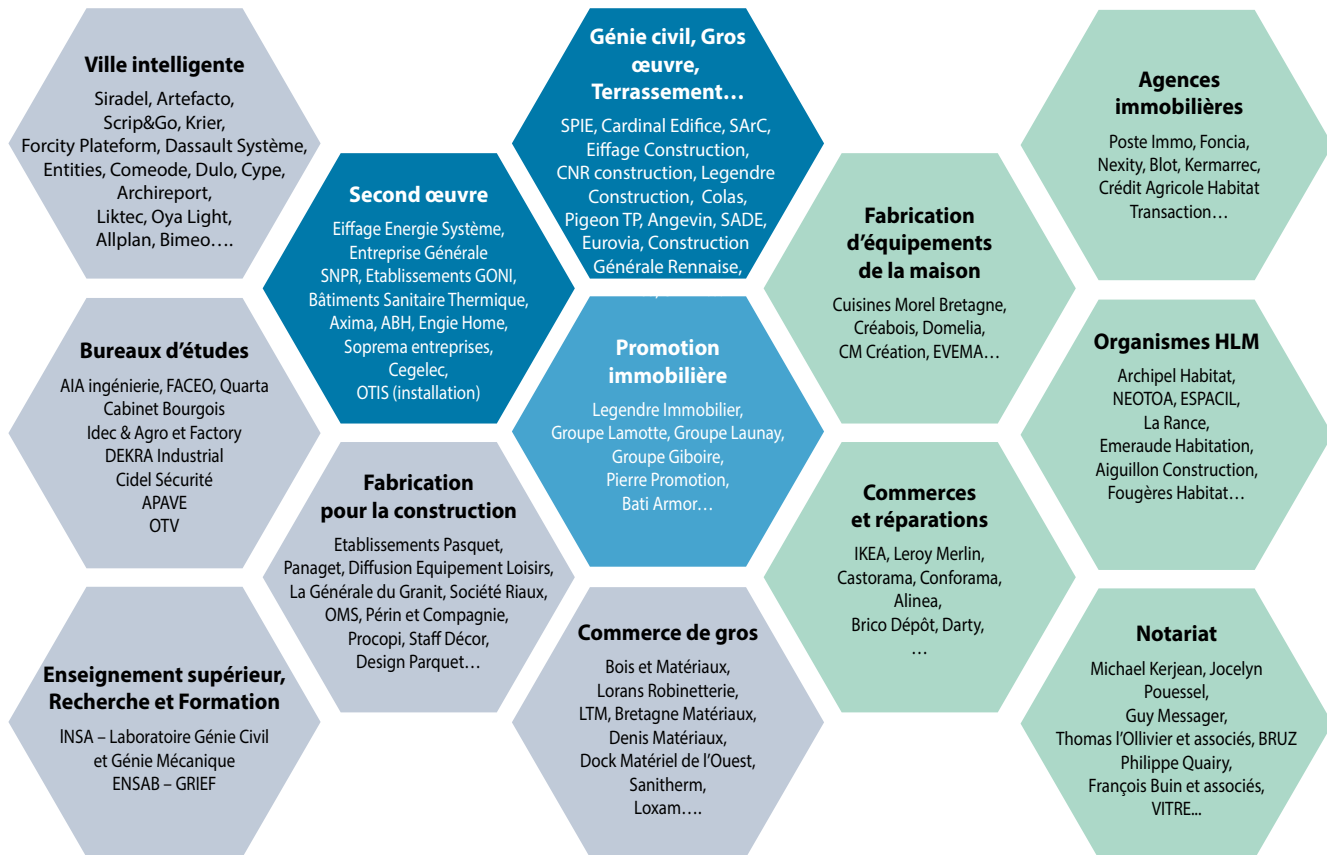 Ville intelligente
Siradel, Artefacto,
Scrip&Go, Krier,
Forcity Plateform, Dassault Système,
Entities, Comeode, Dulo, Cype,
Archireport,
Liktec, Oya Light,
Allplan, Bimeo….
Génie civil, Gros
œuvre,
Terrassement…
SPIE, Cardinal Edifice, SArC,
Eiffage Construction,
CNR construction, Legendre
Construction, Colas,
Pigeon TP, Angevin, SADE,
Eurovia, Construction
Générale Rennaise,
Agences
immobilières
Poste Immo, Foncia,
Nexity, Blot, Kermarrec,
Crédit Agricole Habitat
Transaction…
Second œuvre
Eiffage Energie Système,
Entreprise Générale
SNPR, Etablissements GONI,
Bâtiments Sanitaire Thermique,
Axima, ABH, Engie Home,
Soprema entreprises,
Cegelec,
OTIS (installation)
Fabrication
d’équipements
de la maison
Cuisines Morel Bretagne,
Créabois, Domelia,
CM Création, EVEMA…
Bureaux d’études
AIA ingénierie, FACEO, Quarta
Cabinet Bourgois
Idec & Agro et Factory
DEKRA Industrial
Cidel Sécurité
APAVE
OTV
Promotion
immobilière
Legendre Immobilier,
Groupe Lamotte, Groupe Launay,
Groupe Giboire,
Pierre Promotion,
Bati Armor…
Organismes HLM
Archipel Habitat,
NEOTOA, ESPACIL,
La Rance,
Emeraude Habitation,
Aiguillon Construction,
Fougères Habitat…
Fabrication
pour la construction
Etablissements Pasquet,
Panaget, Diffusion Equipement Loisirs,
La Générale du Granit, Société Riaux,
OMS, Périn et Compagnie,
Procopi, Staff Décor,
Design Parquet…
Commerces
et réparations
IKEA, Leroy Merlin,
Castorama, Conforama,
Alinea,
Brico Dépôt, Darty,
…
Enseignement supérieur,
Recherche et Formation
INSA – Laboratoire Génie Civil
et Génie Mécanique
ENSAB – GRIEF
Commerce de gros
Bois et Matériaux,
Lorans Robinetterie,
LTM, Bretagne Matériaux,
Denis Matériaux,
Dock Matériel de l’Ouest,
Sanitherm,
Loxam….
Notariat
Michael Kerjean, Jocelyn
Pouessel,
Guy Messager,
Thomas l’Ollivier et associés, BRUZ
Philippe Quairy,
François Buin et associés,
VITRE...